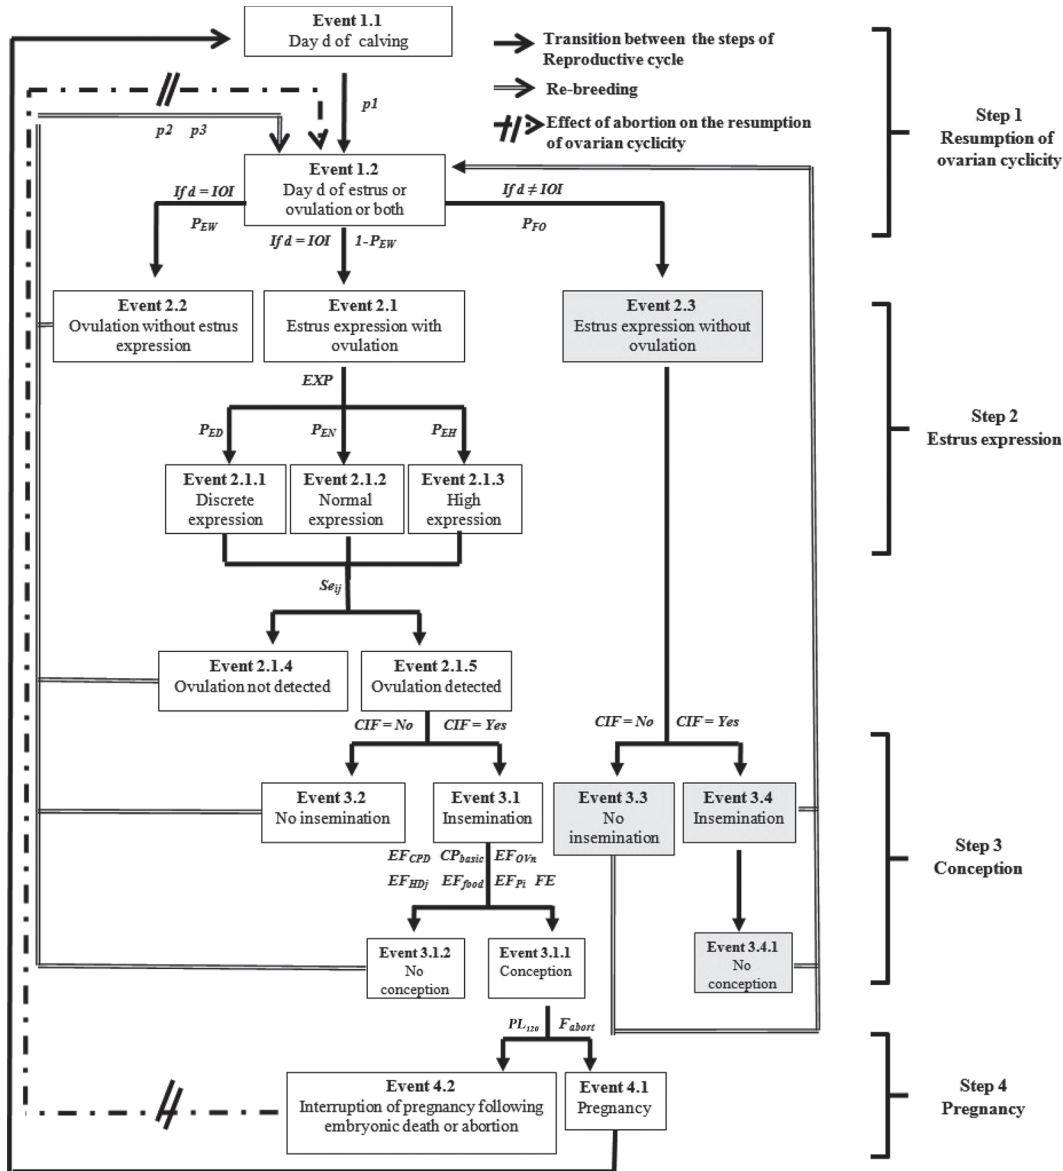 Event 1.1
Day d of calving
Transition between the steps of
Reproductive cycle
Re-breeding
Effect of abortion on the resumption
of ovarian cyclicity
Step 1
Resumption of
ovarian cyclicity
p1
p2 p3
Event 1.2
Day d of estrus or
ovulation or both
If d = IOI
P_EW
If d = IOI 1-P_EW
If d ≠ IOI
P_FO
Event 2.2
Ovulation without estrus
expression
Event 2.1
Estrus expression with
ovulation
Event 2.3
Estrus expression without
ovulation
Step 2
Estrus expression
EXP
P_ED P_EN P_EH
Event 2.1.1
Discrete
expression
Event 2.1.2
Normal
expression
Event 2.1.3
High
expression
Se_ij
Event 2.1.4
Ovulation not detected
Event 2.1.5
Ovulation detected
CIF = No CIF = Yes
CIF = No CIF = Yes
Event 3.2
No insemination
Event 3.1
Insemination
Event 3.3
No
insemination
Event 3.4
Insemination
Step 3
Conception
EF_CPD CP_basic EF_OVn
EF_HDj EF_food EF_Pi FE
Event 3.1.2
No
conception
Event 3.1.1
Conception
Event 3.4.1
No
conception
PL_120 F_abort
Event 4.2
Interruption of pregnancy following
embryonic death or abortion
Event 4.1
Pregnancy
Step 4
Pregnancy